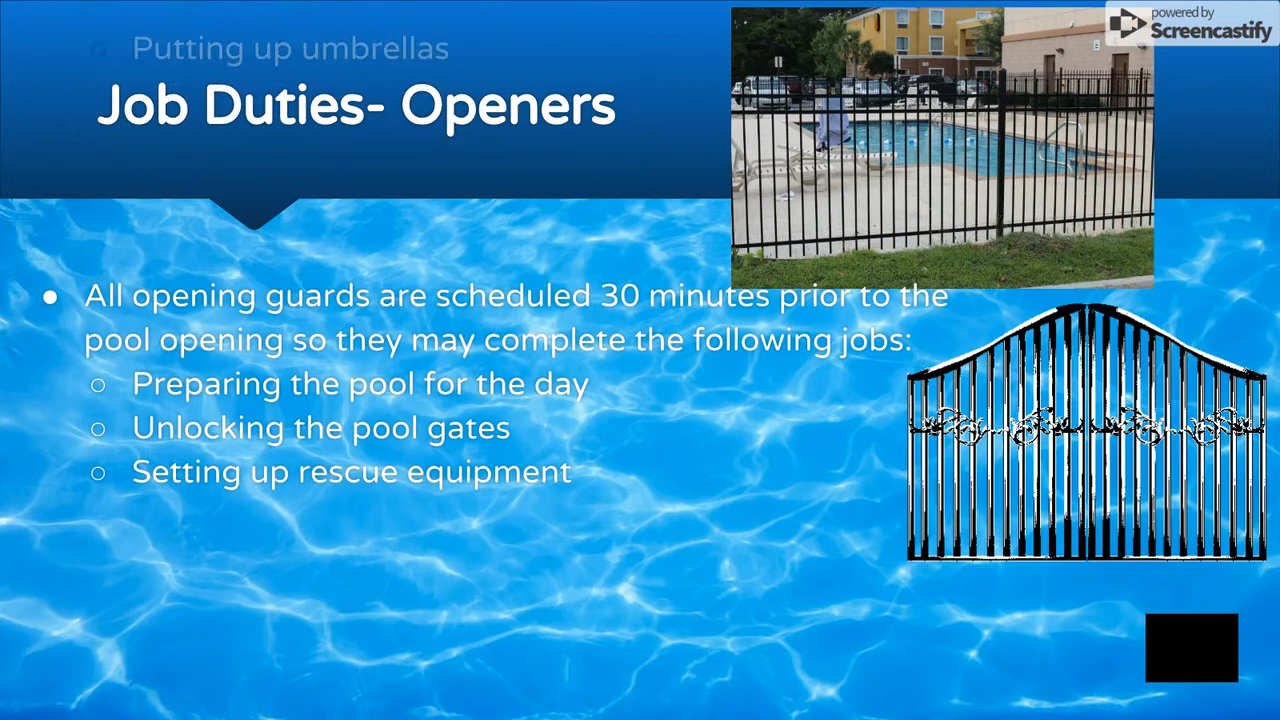 powered by
Screencastify
○ Putting up umbrellas
Job Duties- Openers
● All opening guards are scheduled 30 minutes prior to the
pool opening so they may complete the following jobs:
○ Preparing the pool for the day
○ Unlocking the pool gates
○ Setting up rescue equipment